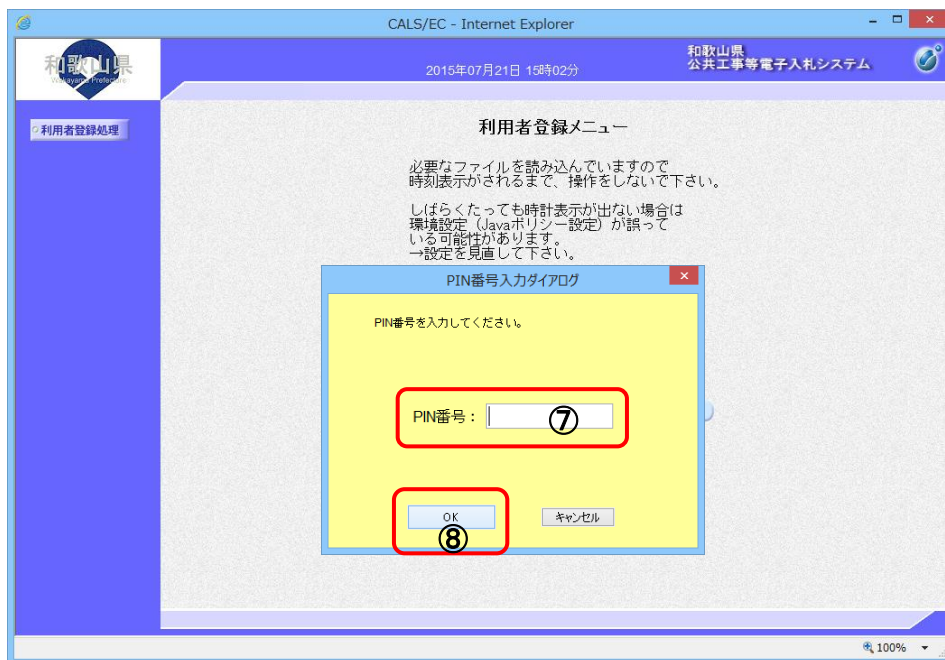 CALS/EC - Internet Explorer
和歌山県
Wakayama Prefecture
2015年07月21日 15時02分
和歌山県
公共工事等電子入札システム
利用者登録処理
利用者登録メニュー
必要なファイルを読み込んでいますので
時刻表示がされるまで、操作をしないで下さい。
しばらくたっても時計表示が出ない場合は
環境設定（Javaポリシー設定）が誤って
いる可能性があります。
→設定を見直して下さい。
PIN番号入力ダイアログ
PIN番号を入力してください。
PIN番号： ⑦
OK キャンセル
⑧
100%